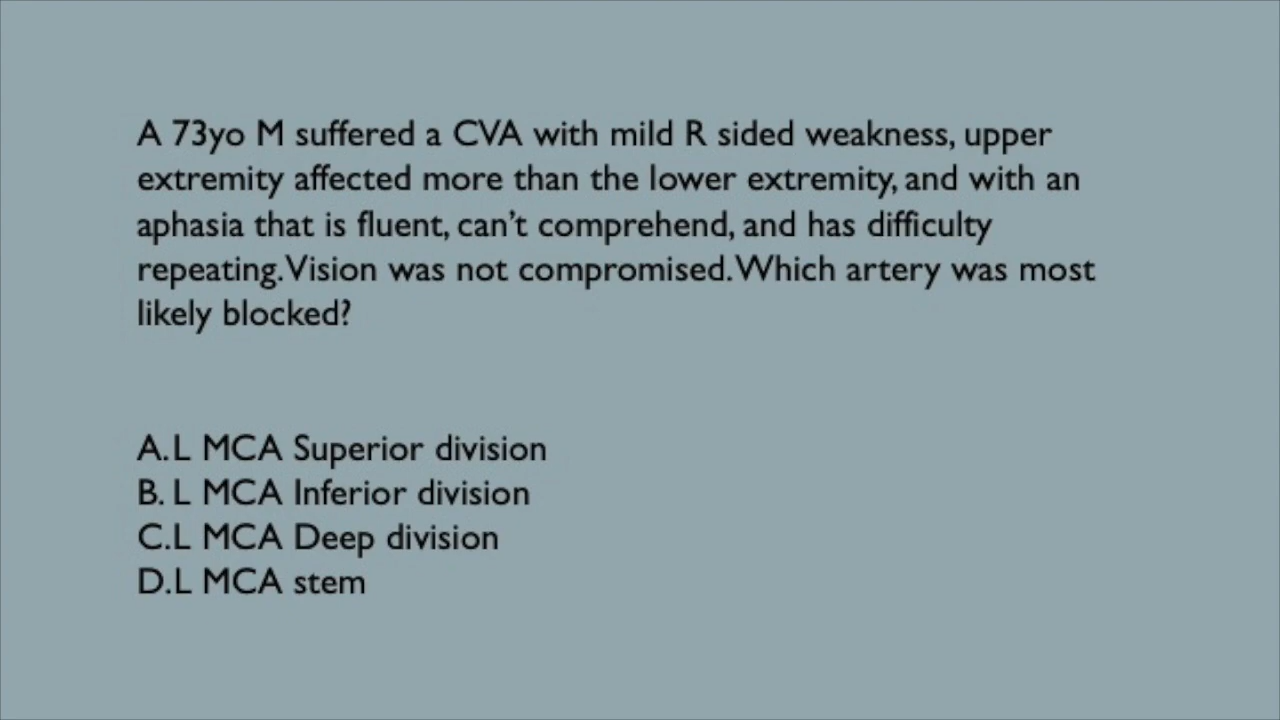 A 73yo M suffered a CVA with mild R sided weakness, upper
extremity affected more than the lower extremity, and with an
aphasia that is fluent, can't comprehend, and has difficulty
repeating. Vision was not compromised. Which artery was most
likely blocked?
A. L MCA Superior division
B. L MCA Inferior division
C. L MCA Deep division
D. L MCA stem